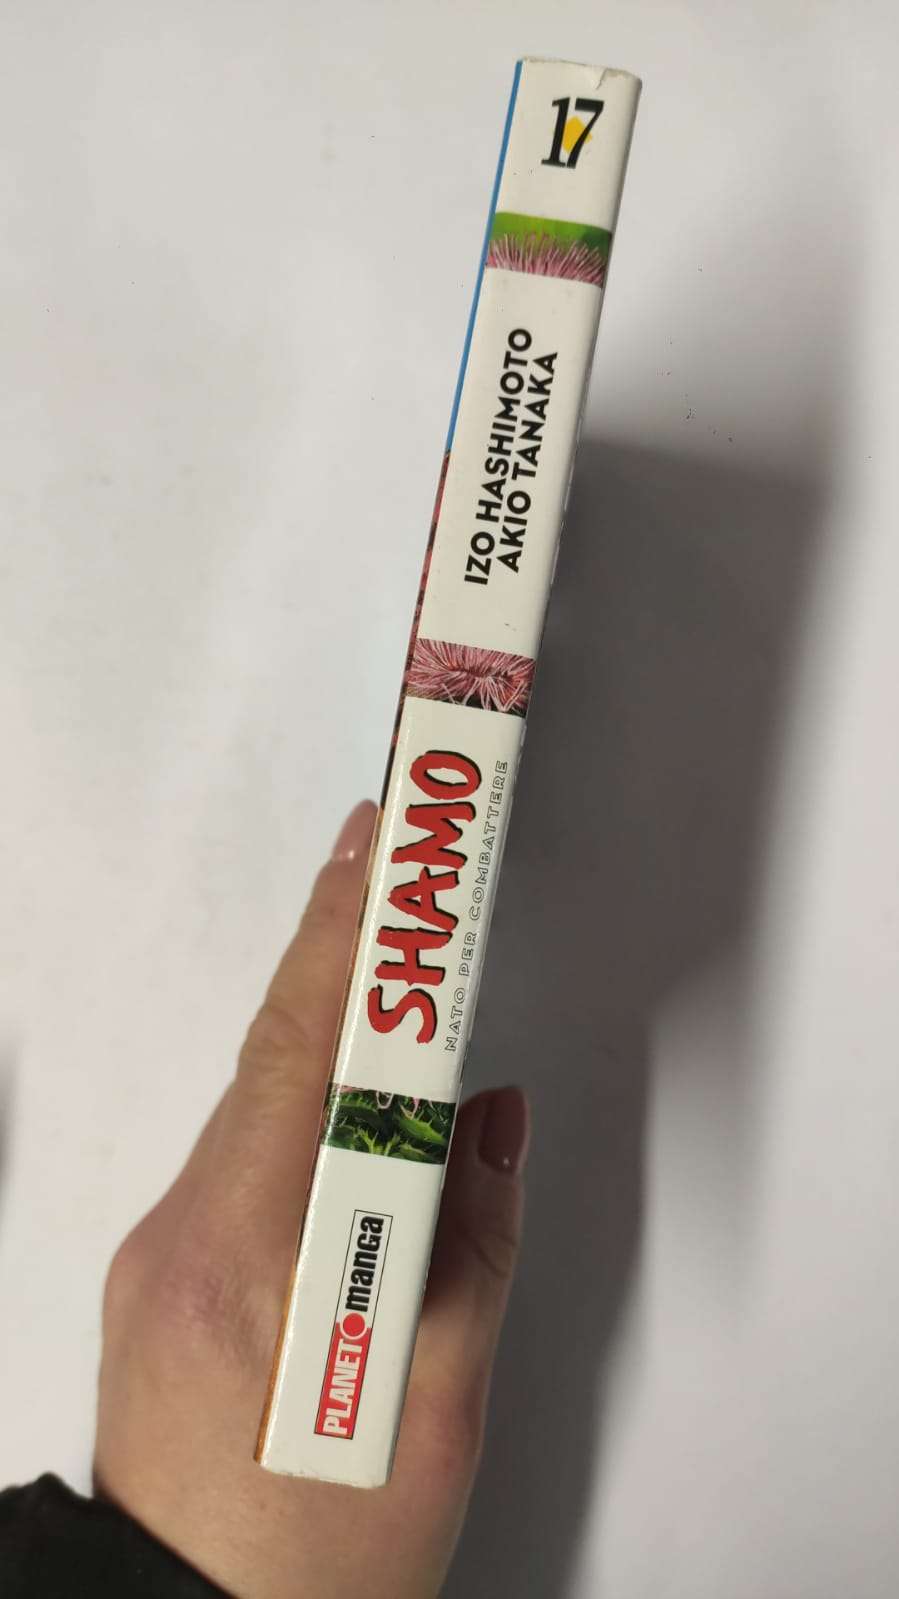 17
IZO HASHIMOTO
AKIO TANAKA
SHAMO
NATO PER COMBATTERE
PLANET manga